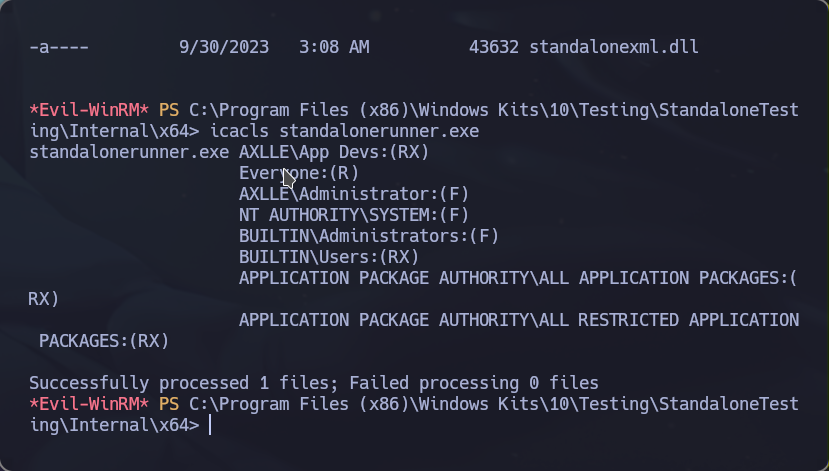 -a----         9/30/2023   3:08 AM          43632 standalonexml.dll
*Evil-WinRM* PS C:\Program Files (x86)\Windows Kits\10\Testing\StandaloneTest
ing\Internal\x64> icacls standalonerunner.exe
standalonerunner.exe AXLLE\App Devs:(RX)
                    Everyone:(R)
                    AXLLE\Administrator:(F)
                    NT AUTHORITY\SYSTEM:(F)
                    BUILTIN\Administrators:(F)
                    BUILTIN\Users:(RX)
                    APPLICATION PACKAGE AUTHORITY\ALL APPLICATION PACKAGES:(
RX)
                    APPLICATION PACKAGE AUTHORITY\ALL RESTRICTED APPLICATION
 PACKAGES:(RX)
Successfully processed 1 files; Failed processing 0 files
*Evil-WinRM* PS C:\Program Files (x86)\Windows Kits\10\Testing\StandaloneTest
ing\Internal\x64>